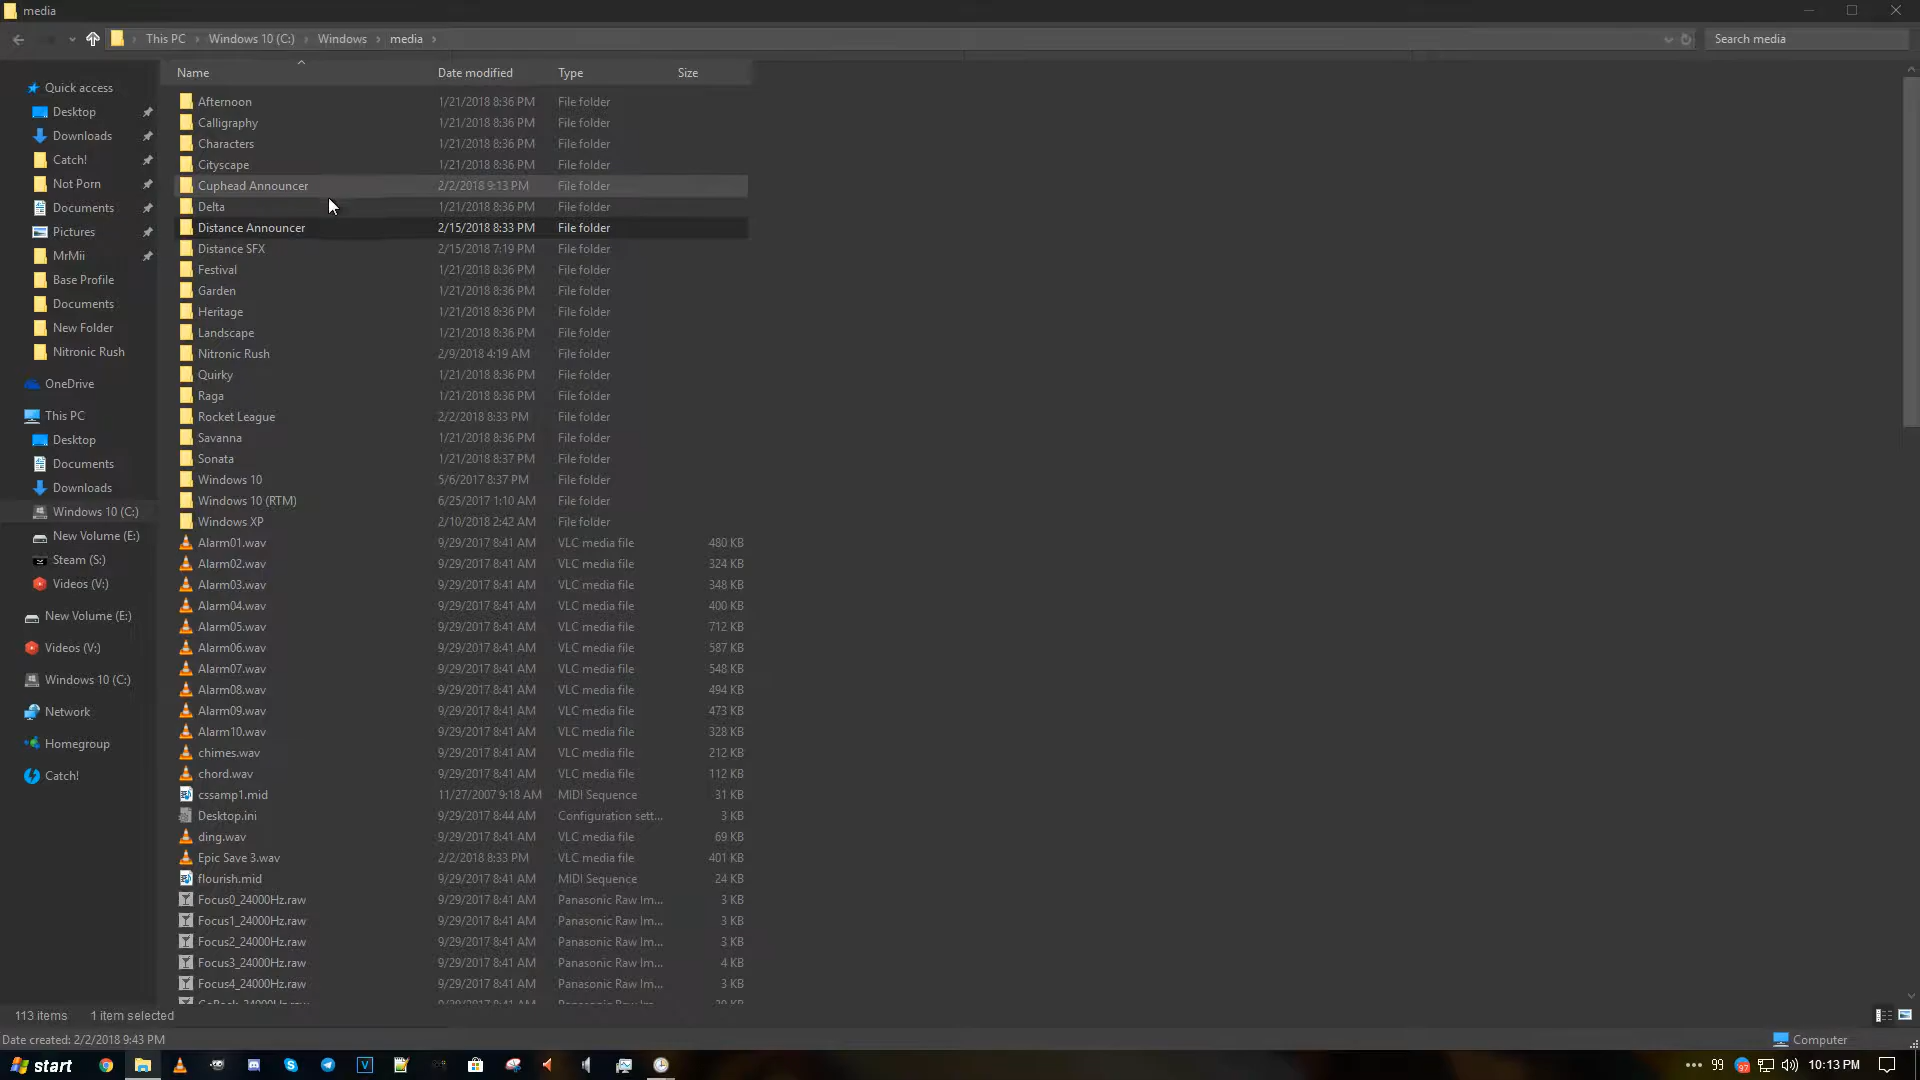 media
This PC > Windows 10 (C:) > Windows > media >
Search media
Name Date modified Type Size
Quick access
Desktop
Downloads
Catch!
Not Porn
Documents
Pictures
MrMii
Base Profile
Documents
New Folder
Nitronic Rush
OneDrive
This PC
Desktop
Documents
Downloads
Windows 10 (C:)
New Volume (E:)
Steam (S:)
Videos (V:)
New Volume (E:)
Videos (V:)
Windows 10 (C:)
Network
Homegroup
Catch!
Afternoon 1/21/2018 8:36 PM File folder
Calligraphy 1/21/2018 8:36 PM File folder
Characters 1/21/2018 8:36 PM File folder
Cityscape 1/21/2018 8:36 PM File folder
Cuphead Announcer 2/2/2018 9:13 PM File folder
Delta 1/21/2018 8:36 PM File folder
Distance Announcer 2/15/2018 8:33 PM File folder
Distance SFX 2/15/2018 7:19 PM File folder
Festival 1/21/2018 8:36 PM File folder
Garden 1/21/2018 8:36 PM File folder
Heritage 1/21/2018 8:36 PM File folder
Landscape 1/21/2018 8:36 PM File folder
Nitronic Rush 2/9/2018 4:19 AM File folder
Quirky 1/21/2018 8:36 PM File folder
Raga 1/21/2018 8:36 PM File folder
Rocket League 2/2/2018 8:33 PM File folder
Savanna 1/21/2018 8:36 PM File folder
Sonata 1/21/2018 8:37 PM File folder
Windows 10 5/6/2017 8:37 PM File folder
Windows 10 (RTM) 6/25/2017 1:10 AM File folder
Windows XP 2/10/2018 2:42 AM File folder
Alarm01.wav 9/29/2017 8:41 AM VLC media file 480 KB
Alarm02.wav 9/29/2017 8:41 AM VLC media file 324 KB
Alarm03.wav 9/29/2017 8:41 AM VLC media file 348 KB
Alarm04.wav 9/29/2017 8:41 AM VLC media file 400 KB
Alarm05.wav 9/29/2017 8:41 AM VLC media file 712 KB
Alarm06.wav 9/29/2017 8:41 AM VLC media file 587 KB
Alarm07.wav 9/29/2017 8:41 AM VLC media file 548 KB
Alarm08.wav 9/29/2017 8:41 AM VLC media file 494 KB
Alarm09.wav 9/29/2017 8:41 AM VLC media file 473 KB
Alarm10.wav 9/29/2017 8:41 AM VLC media file 328 KB
chimes.wav 9/29/2017 8:41 AM VLC media file 212 KB
chord.wav 9/29/2017 8:41 AM VLC media file 112 KB
cssamp1.mid 11/27/2007 9:18 AM MIDI Sequence 31 KB
Desktop.ini 9/29/2017 8:44 AM Configuration sett... 3 KB
ding.wav 9/29/2017 8:41 AM VLC media file 69 KB
Epic Save 3.wav 2/2/2018 8:33 PM VLC media file 401 KB
flourish.mid 9/29/2017 8:41 AM MIDI Sequence 24 KB
Focus0_24000Hz.raw 9/29/2017 8:41 AM Panasonic Raw Im... 3 KB
Focus1_24000Hz.raw 9/29/2017 8:41 AM Panasonic Raw Im... 3 KB
Focus2_24000Hz.raw 9/29/2017 8:41 AM Panasonic Raw Im... 3 KB
Focus3_24000Hz.raw 9/29/2017 8:41 AM Panasonic Raw Im... 4 KB
Focus4_24000Hz.raw 9/29/2017 8:41 AM Panasonic Raw Im... 3 KB
113 items 1 item selected
Date created: 2/2/2018 9:43 PM
Computer
start
99 97 10:13 PM